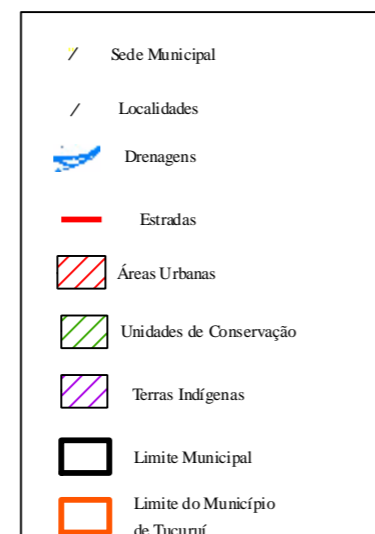 Sede Municipal
Localidades
Drenagens
Estradas
Áreas Urbanas
Unidades de Conservação
Terras Indígenas
Limite Municipal
Limite do Município
de Tucuruí